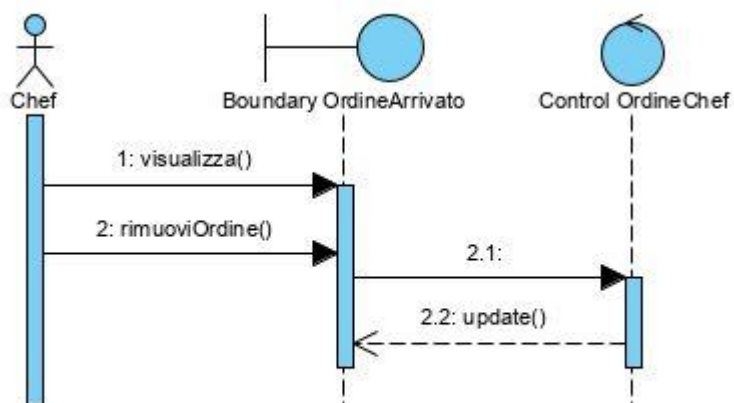 Chef
Boundary OrdineArrivato
Control OrdineChef
1: visualizza()
2: rimuoviOrdine()
2.1:
2.2: update()